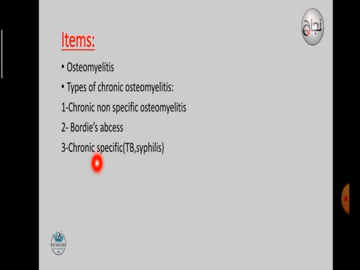 Items:
• Osteomyelitis
• Types of chronic osteomyelitis:
1-Chronic non specific osteomyelitis
2- Bordie's abcess
3-Chronic specific(TB,syphilis)
نجاح